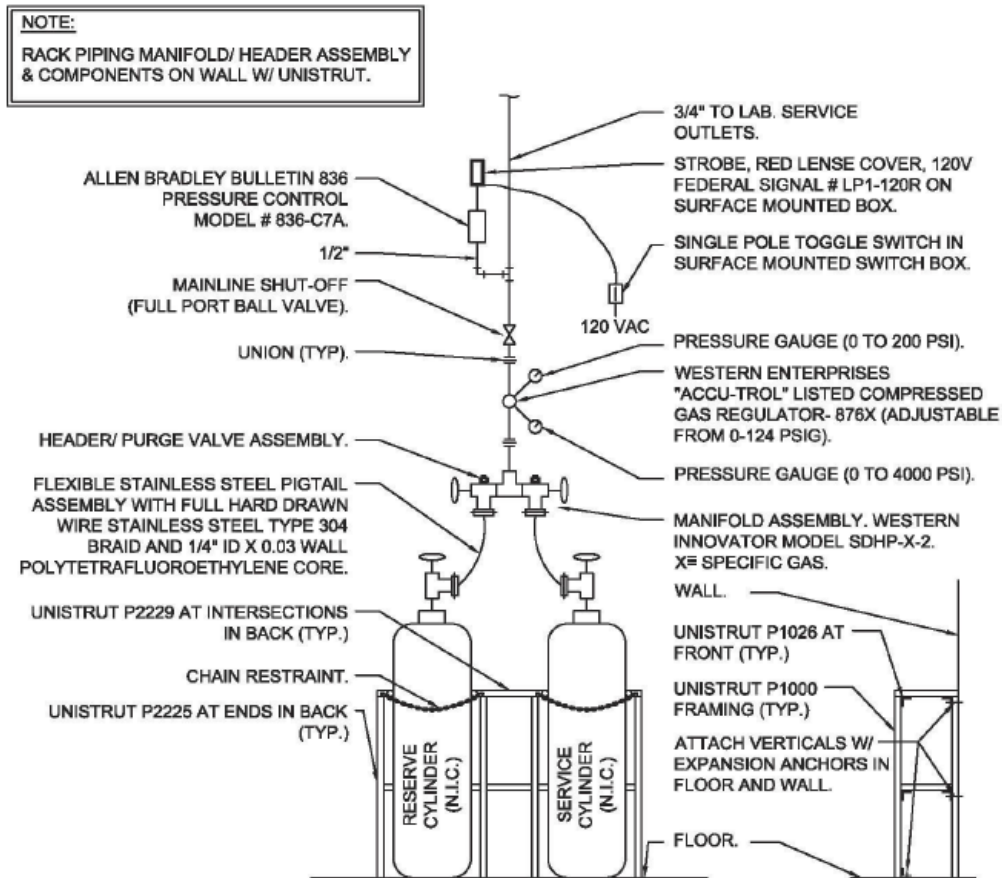 NOTE:
RACK PIPING MANIFOLD/ HEADER ASSEMBLY
& COMPONENTS ON WALL W/ UNISTRUT.
3/4" TO LAB. SERVICE
OUTLETS.
ALLEN BRADLEY BULLETIN 836
PRESSURE CONTROL
MODEL # 836-C7A.
STROBE, RED LENSE COVER, 120V
FEDERAL SIGNAL # LP1-120R ON
SURFACE MOUNTED BOX.
1/2"
SINGLE POLE TOGGLE SWITCH IN
SURFACE MOUNTED SWITCH BOX.
MAINLINE SHUT-OFF
(FULL PORT BALL VALVE).
120 VAC
UNION (TYP).
PRESSURE GAUGE (0 TO 200 PSI).
WESTERN ENTERPRISES
"ACCU-TROL" LISTED COMPRESSED
GAS REGULATOR- 876X (ADJUSTABLE
FROM 0-124 PSIG).
HEADER/ PURGE VALVE ASSEMBLY.
PRESSURE GAUGE (0 TO 4000 PSI).
FLEXIBLE STAINLESS STEEL PIGTAIL
ASSEMBLY WITH FULL HARD DRAWN
WIRE STAINLESS STEEL TYPE 304
BRAID AND 1/4" ID X 0.03 WALL
POLYTETRAFLUOROETHYLENE CORE.
MANIFOLD ASSEMBLY. WESTERN
INNOVATOR MODEL SDHP-X-2.
X= SPECIFIC GAS.
WALL.
UNISTRUT P2229 AT INTERSECTIONS
IN BACK (TYP.)
UNISTRUT P1026 AT
FRONT (TYP.)
CHAIN RESTRAINT.
UNISTRUT P1000
FRAMING (TYP.)
UNISTRUT P2225 AT ENDS IN BACK
(TYP.)
ATTACH VERTICALS W/
EXPANSION ANCHORS IN
FLOOR AND WALL.
RESERVE
CYLINDER
(N.I.C.)
SERVICE
CYLINDER
(N.I.C.)
FLOOR.